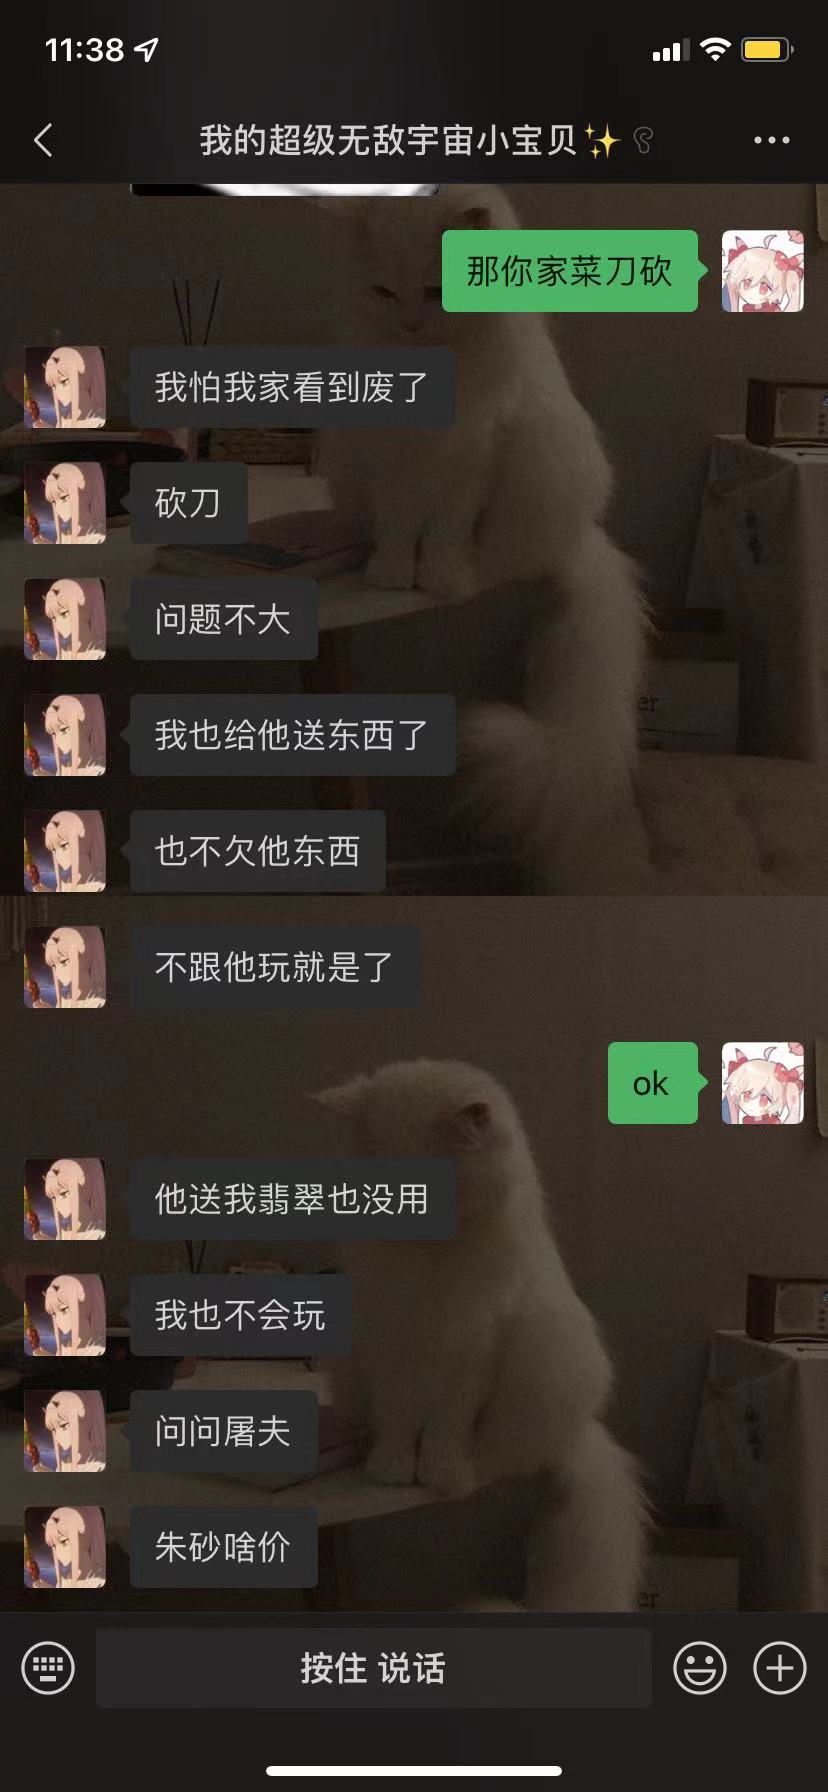 11:38
我的超级无敌宇宙小宝贝✨
那你家菜刀砍
我怕我家看到废了
砍刀
问题不大
我也给他送东西了
也不欠他东西
不跟他玩就是了
ok
他送我翡翠也没用
我也不会玩
问问屠夫
朱砂啥价
按住 说话